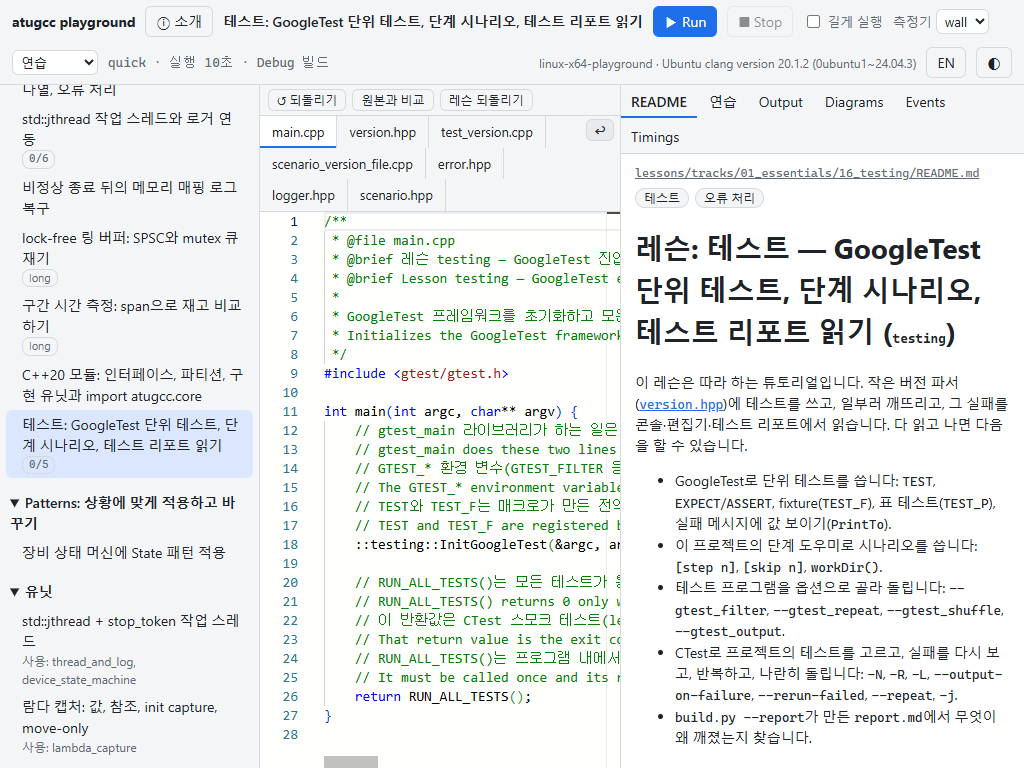 atugcc playground
ⓘ 소개
테스트: GoogleTest 단위 테스트, 단계 시나리오, 테스트 리포트 읽기
▶ Run
■ Stop
길게 실행
측정기
wall
연습
quick · 실행 10초 · Debug 빌드
linux-x64-playground · Ubuntu clang version 20.1.2 (0ubuntu1~24.04.3)
EN
나열, 오류 처리
std::jthread 작업 스레드와 로거 연
동
0/6
비정상 종료 뒤의 메모리 매핑 로그
복구
lock-free 링 버퍼: SPSC와 mutex 큐
재기
long
구간 시간 측정: span으로 재고 비교
하기
long
C++20 모듈: 인터페이스, 파티션, 구
현 유닛과 import atugcc.core
테스트: GoogleTest 단위 테스트, 단
계 시나리오, 테스트 리포트 읽기
0/5
▼ Patterns: 상황에 맞게 적용하고 바
꾸기
장비 상태 머신에 State 패턴 적용
▼ 유닛
std::jthread + stop_token 작업 스레
드
사용: thread_and_log,
device_state_machine
람다 캡처: 값, 참조, init capture,
move-only
사용: lambda_capture
↺ 되돌리기
원본과 비교
레슨 되돌리기
main.cpp
version.hpp
test_version.cpp
scenario_version_file.cpp
error.hpp
logger.hpp
scenario.hpp
1 /**
2 * @file main.cpp
3 * @brief 레슨 testing — GoogleTest 진입
4 * @brief Lesson testing — GoogleTest e
5 *
6 * GoogleTest 프레임워크를 초기화하고 모든
7 * Initializes the GoogleTest framework
8 */
9 #include <gtest/gtest.h>
10
11 int main(int argc, char** argv) {
12 // gtest_main 라이브러리가 하는 일은
13 // gtest_main does these two lines
14 // GTEST_* 환경 변수(GTEST_FILTER 등
15 // The GTEST_* environment variable
16 // TEST와 TEST_F는 매크로가 만든 전역
17 // TEST and TEST_F are registered b
18 ::testing::InitGoogleTest(&argc, ar
19
20 // RUN_ALL_TESTS()는 모든 테스트가 통
21 // RUN_ALL_TESTS() returns 0 only w
22 // 이 반환값은 CTest 스모크 테스트(le
23 // That return value is the exit co
24 // RUN_ALL_TESTS()는 프로그램 내에서
25 // It must be called once and its r
26 return RUN_ALL_TESTS();
27 }
28
README
연습
Output
Diagrams
Events
Timings
lessons/tracks/01_essentials/16_testing/README.md
테스트
오류 처리
레슨: 테스트 — GoogleTest
단위 테스트, 단계 시나리오,
테스트 리포트 읽기 (testing)
이 레슨은 따라 하는 튜토리얼입니다. 작은 버전 파서
(version.hpp)에 테스트를 쓰고, 일부러 깨뜨리고, 그 실패를
콘솔·편집기·테스트 리포트에서 읽습니다. 다 읽고 나면 다음
을 할 수 있습니다.
• GoogleTest로 단위 테스트를 씁니다: TEST,
EXPECT/ASSERT, fixture(TEST_F), 표 테스트(TEST_P),
실패 메시지에 값 보이기(PrintTo).
• 이 프로젝트의 단계 도우미로 시나리오를 씁니다:
[step n], [skip n], workDir().
• 테스트 프로그램을 옵션으로 골라 돌립니다: --
gtest_filter, --gtest_repeat, --gtest_shuffle,
--gtest_output.
• CTest로 프로젝트의 테스트를 고르고, 실패를 다시 보
고, 반복하고, 나란히 돌립니다: -N, -R, -L, --output-
on-failure, --rerun-failed, --repeat, -j.
• build.py --report가 만든 report.md에서 무엇이
왜 깨졌는지 찾습니다.